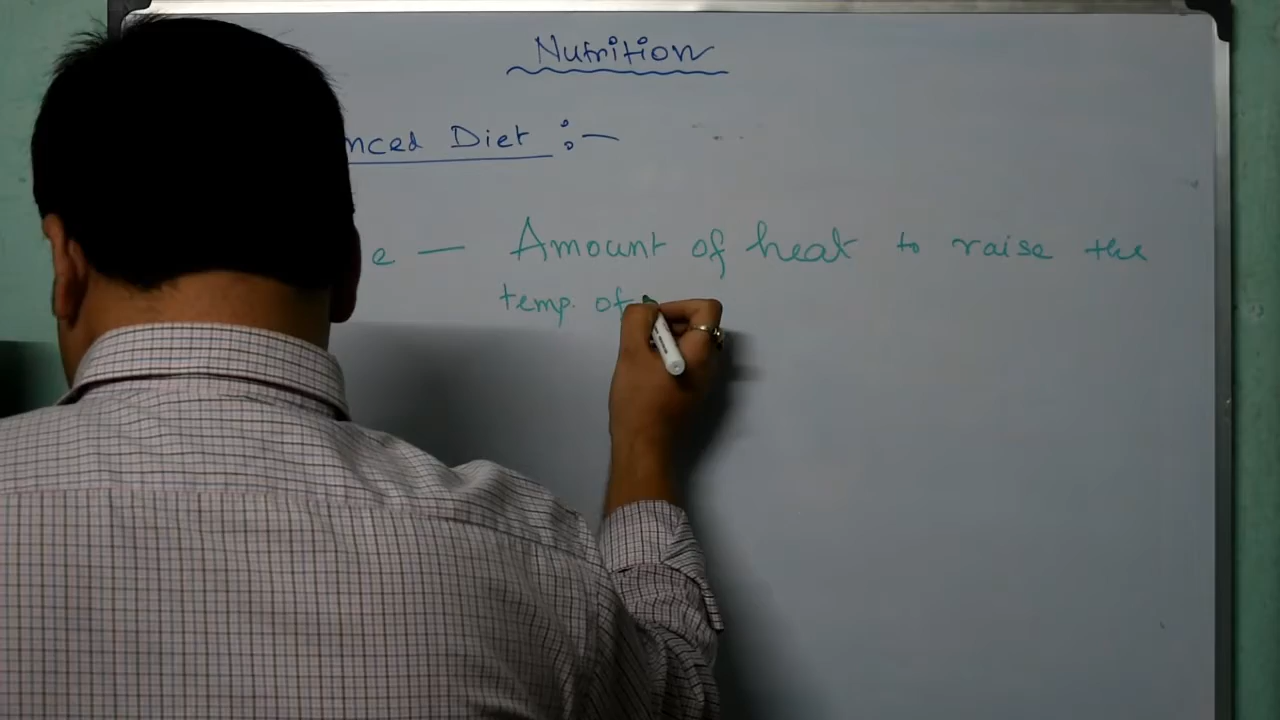 Nutrition
nced Diet :-
e — Amount of heat to raise the
temp. of